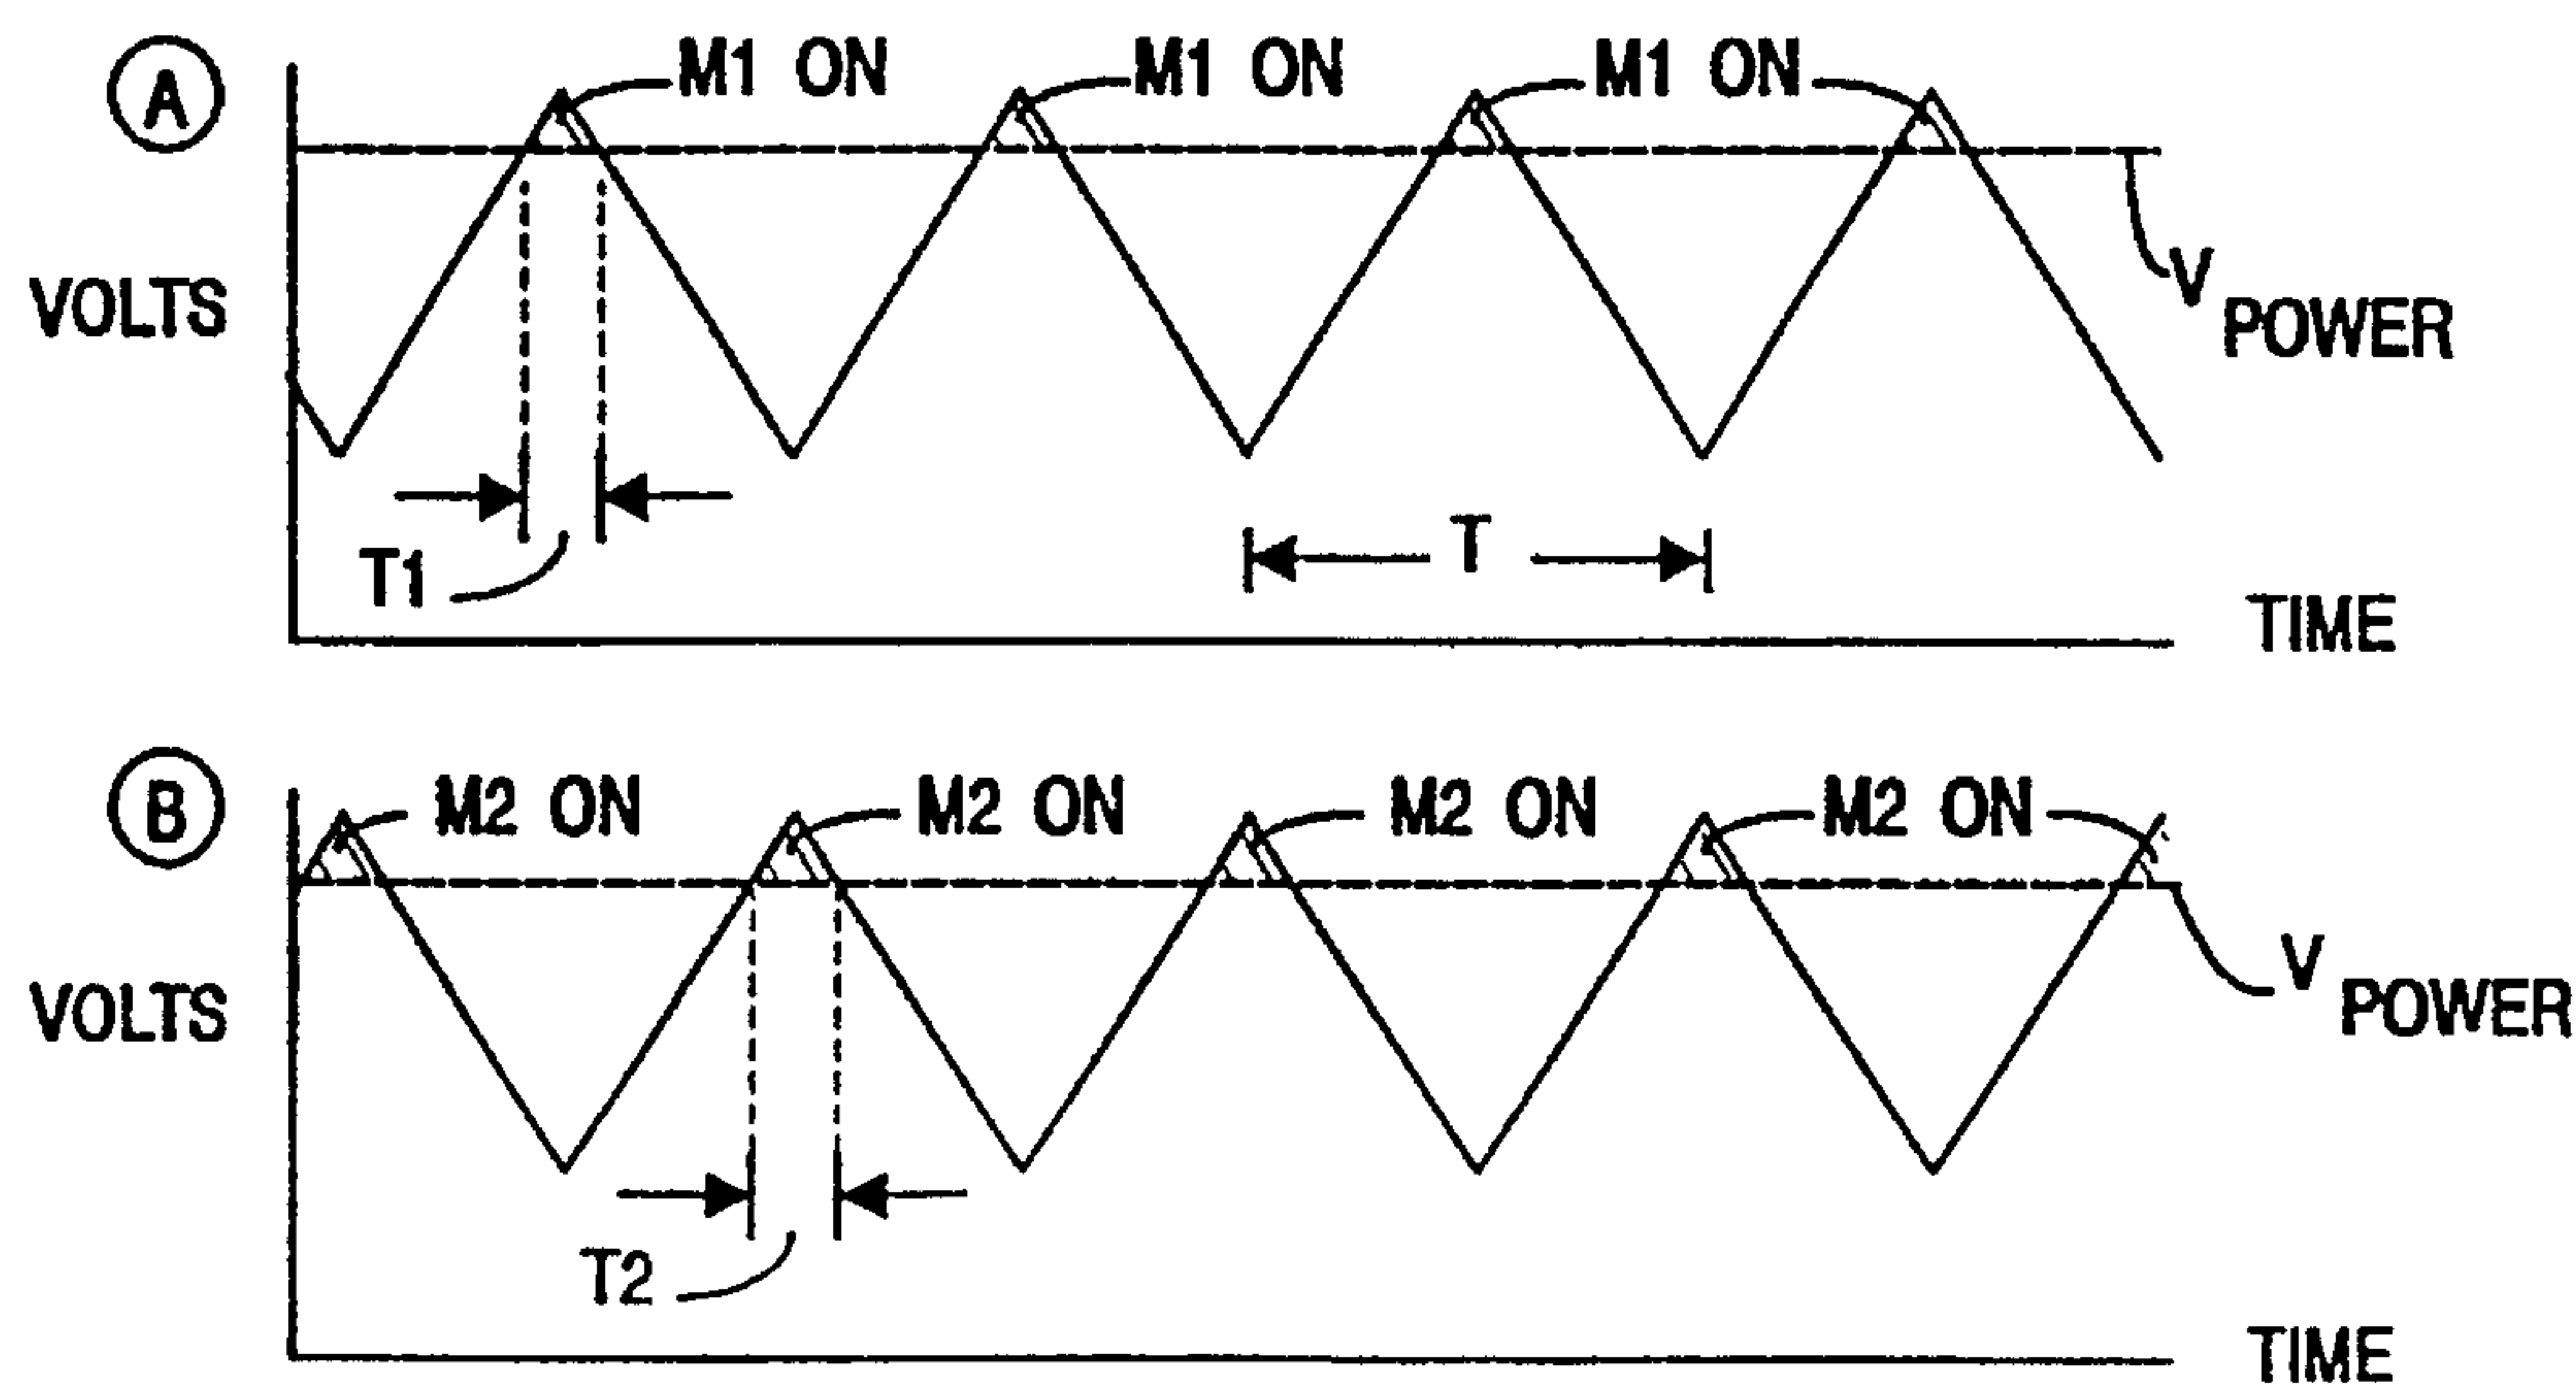 A
M1 ON
M1 ON
M1 ON
VOLTS
V POWER
T1
T
TIME
B
M2 ON
M2 ON
M2 ON
M2 ON
VOLTS
V POWER
T2
TIME